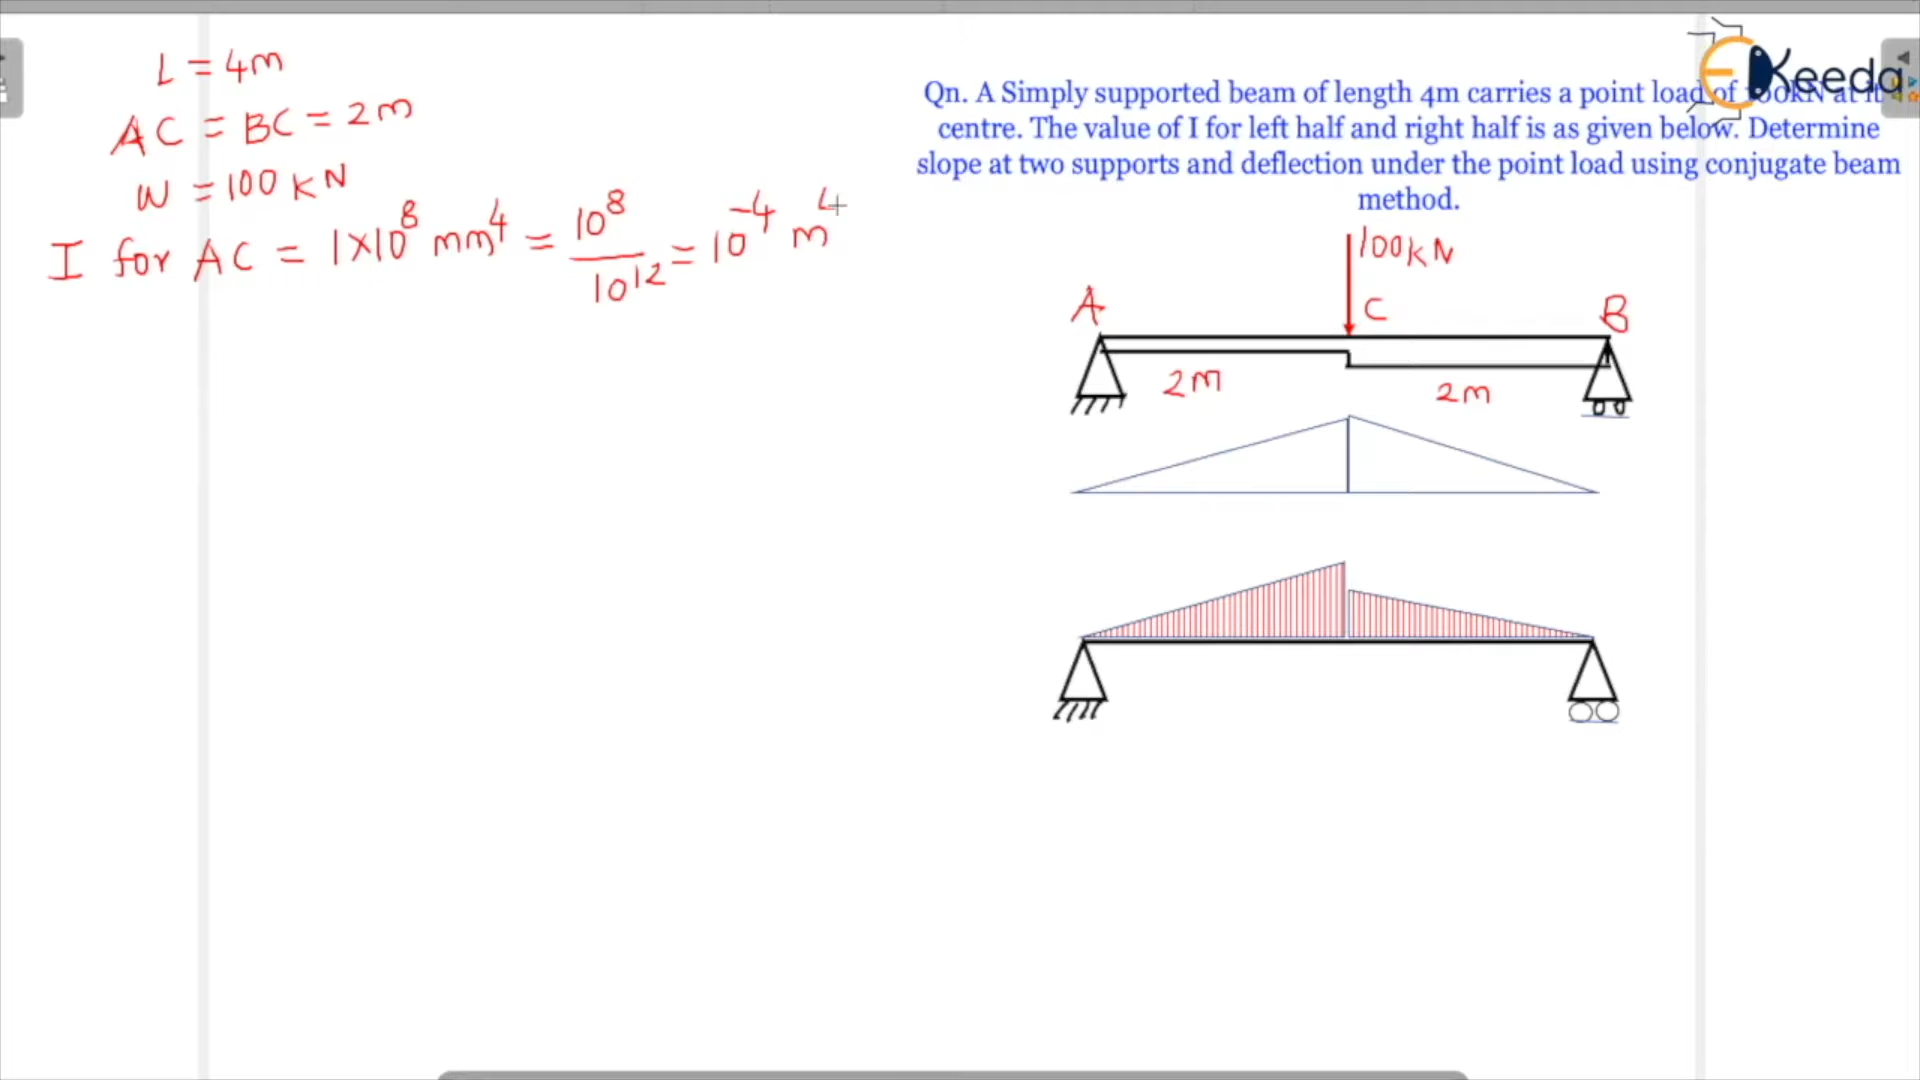 L = 4m
AC = BC = 2m
W = 100 kN
I for AC = 1×10⁸ mm⁴ = 10⁸/10¹² = 10⁻⁴ m⁴
Keeda
Qn. A Simply supported beam of length 4m carries a point load of at
centre. The value of I for left half and right half is as given below. Determine
slope at two supports and deflection under the point load using conjugate beam
method.
100kN
A
C
B
2m
2m